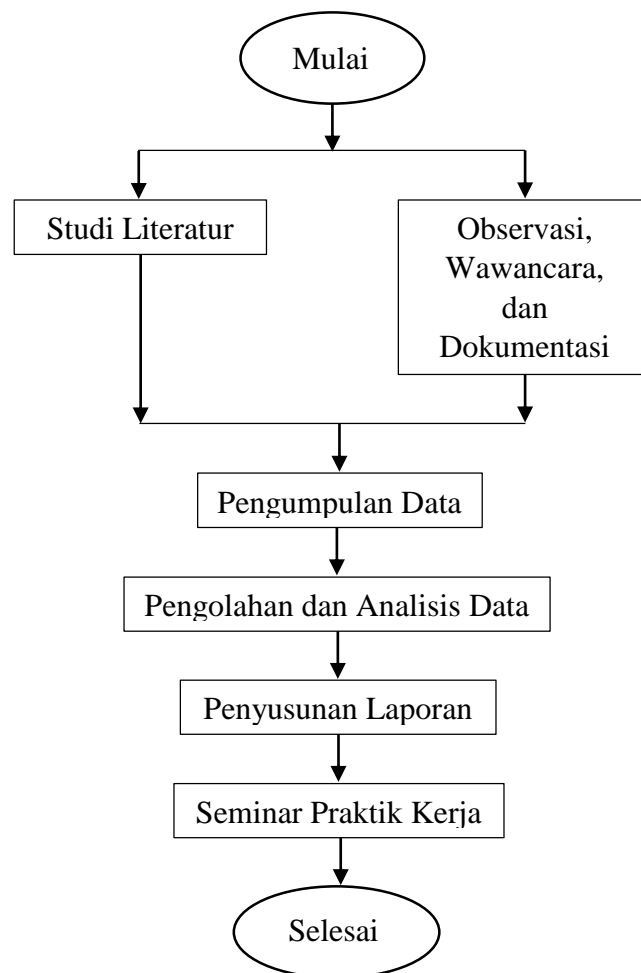 Mulai
Studi Literatur
Observasi,
Wawancara,
dan
Dokumentasi
Pengumpulan Data
Pengolahan dan Analisis Data
Penyusunan Laporan
Seminar Praktik Kerja
Selesai